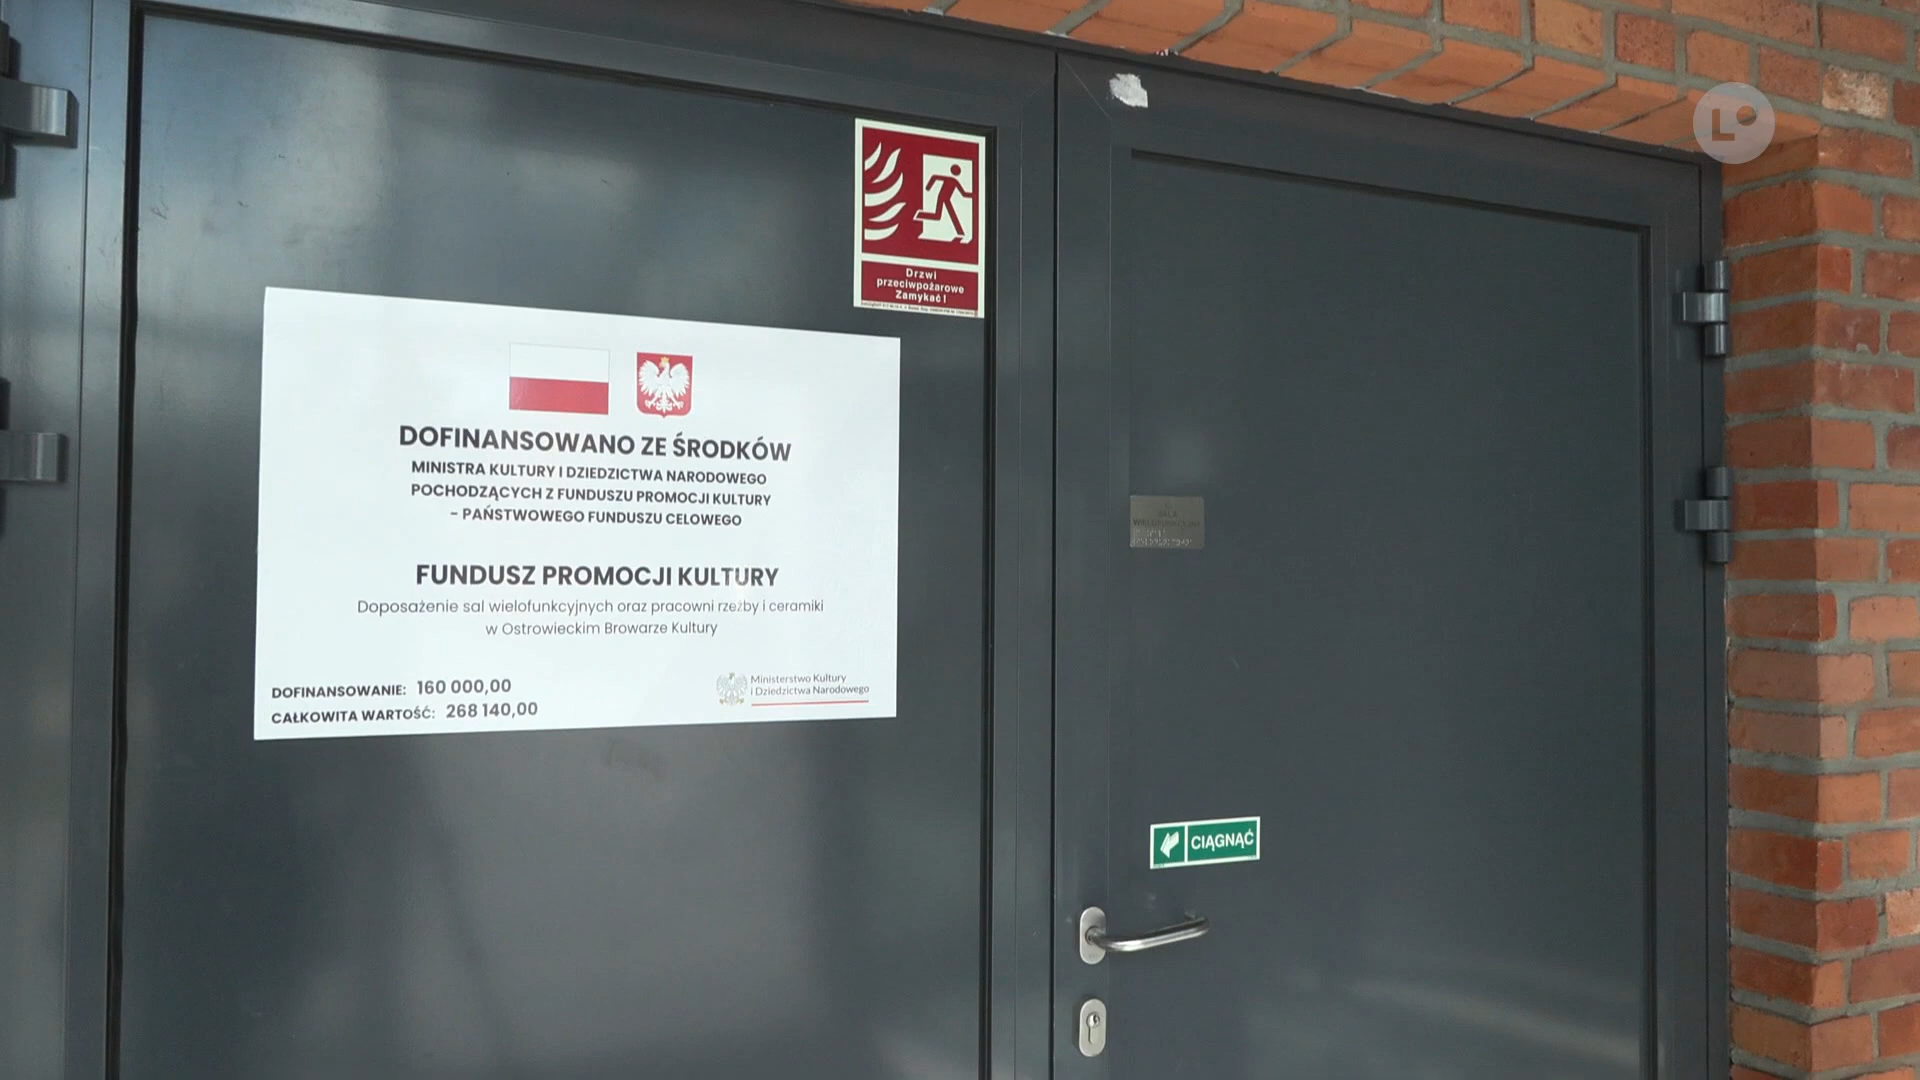 Drzwi
przeciwpożarowe
Zamykać!
DOFINANSOWANO ZE ŚRODKÓW
MINISTRA KULTURY I DZIEDZICTWA NARODOWEGO
POCHODZĄCYCH Z FUNDUSZU PROMOCJI KULTURY
- PAŃSTWOWEGO FUNDUSZU CELOWEGO
FUNDUSZ PROMOCJI KULTURY
Doposażenie sal wielofunkcyjnych oraz pracowni rzeźby i ceramiki
w Ostrowieckim Browarze Kultury
DOFINANSOWANIE: 160 000,00
CAŁKOWITA WARTOŚĆ: 268 140,00
Ministerstwo Kultury
i Dziedzictwa Narodowego
SALA
WIELOFUNKCYJNA
CIĄGNĄĆ
L